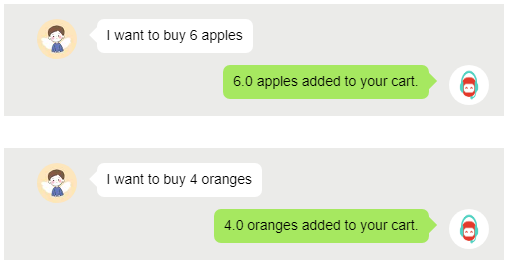 I want to buy 6 apples
6.0 apples added to your cart.
I want to buy 4 oranges
4.0 oranges added to your cart.